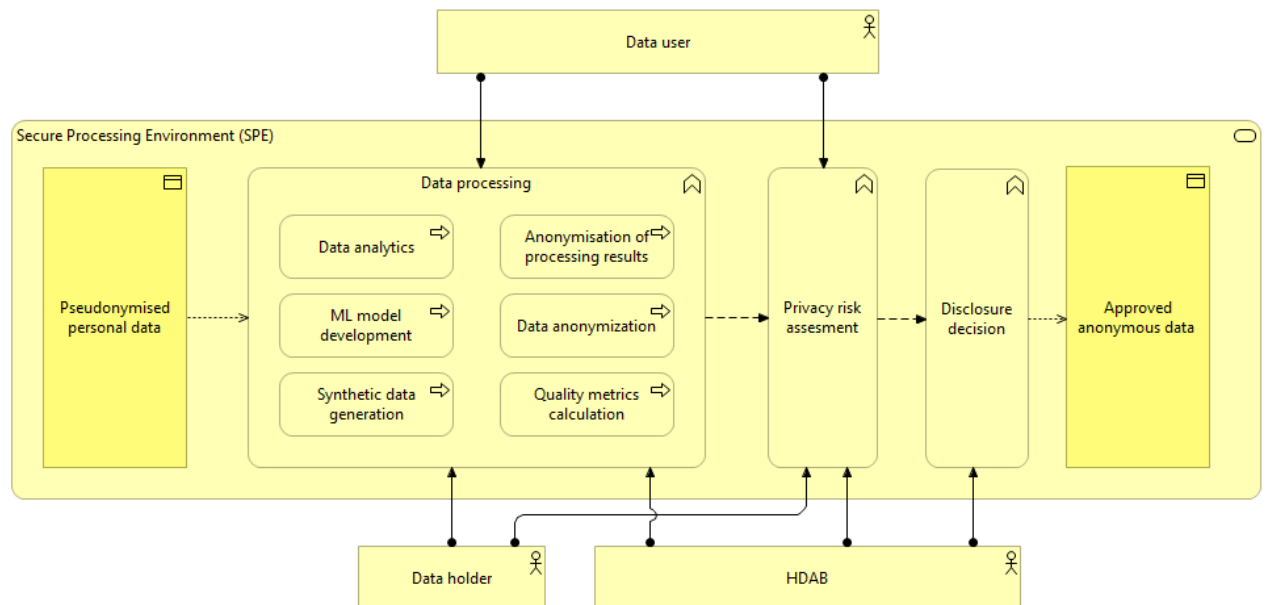 Data user
Secure Processing Environment (SPE)
Pseudonymised
personal data
Data processing
Data analytics
Anonymisation of
processing results
ML model
development
Data anonymization
Synthetic data
generation
Quality metrics
calculation
Privacy risk
assesment
Disclosure
decision
Approved
anonymous data
Data holder
HDAB